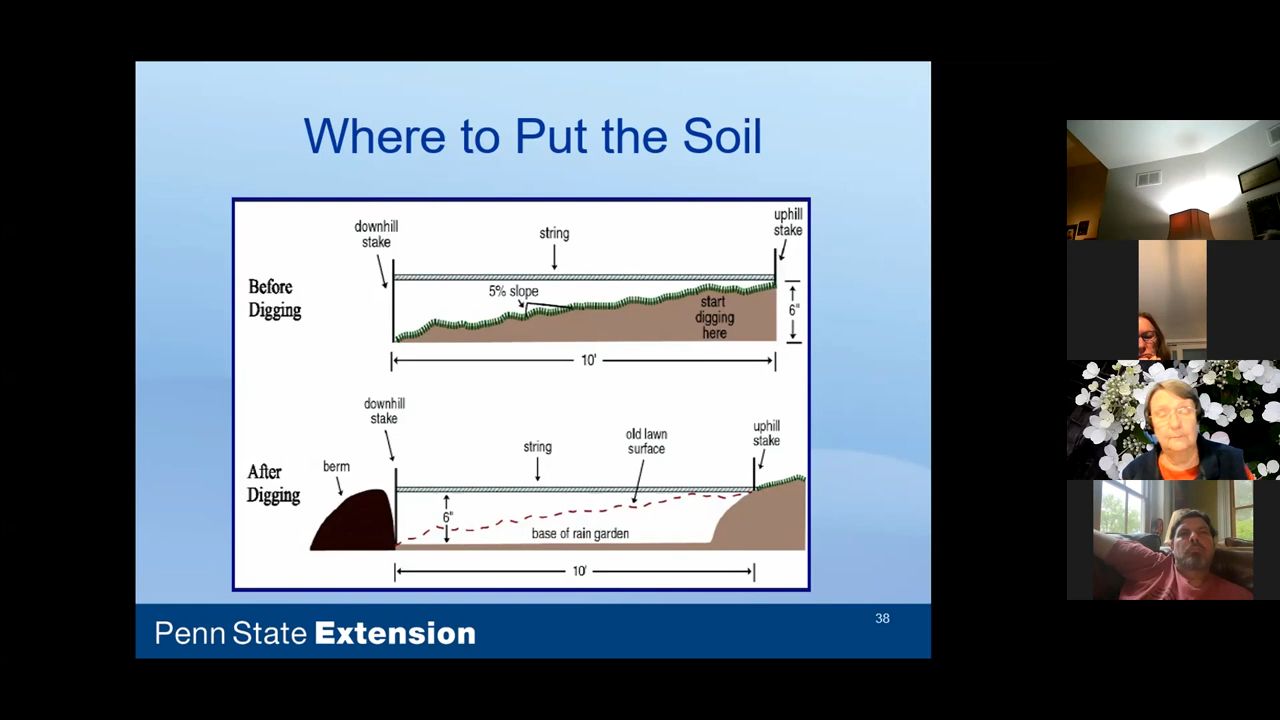 Where to Put the Soil
downhill
stake
string
uphill
stake
Before
Digging
5% slope
start
digging
here
6"
10'
downhill
stake
After
Digging
berm
string
old lawn
surface
uphill
stake
6"
base of rain garden
10'
Penn State Extension
38